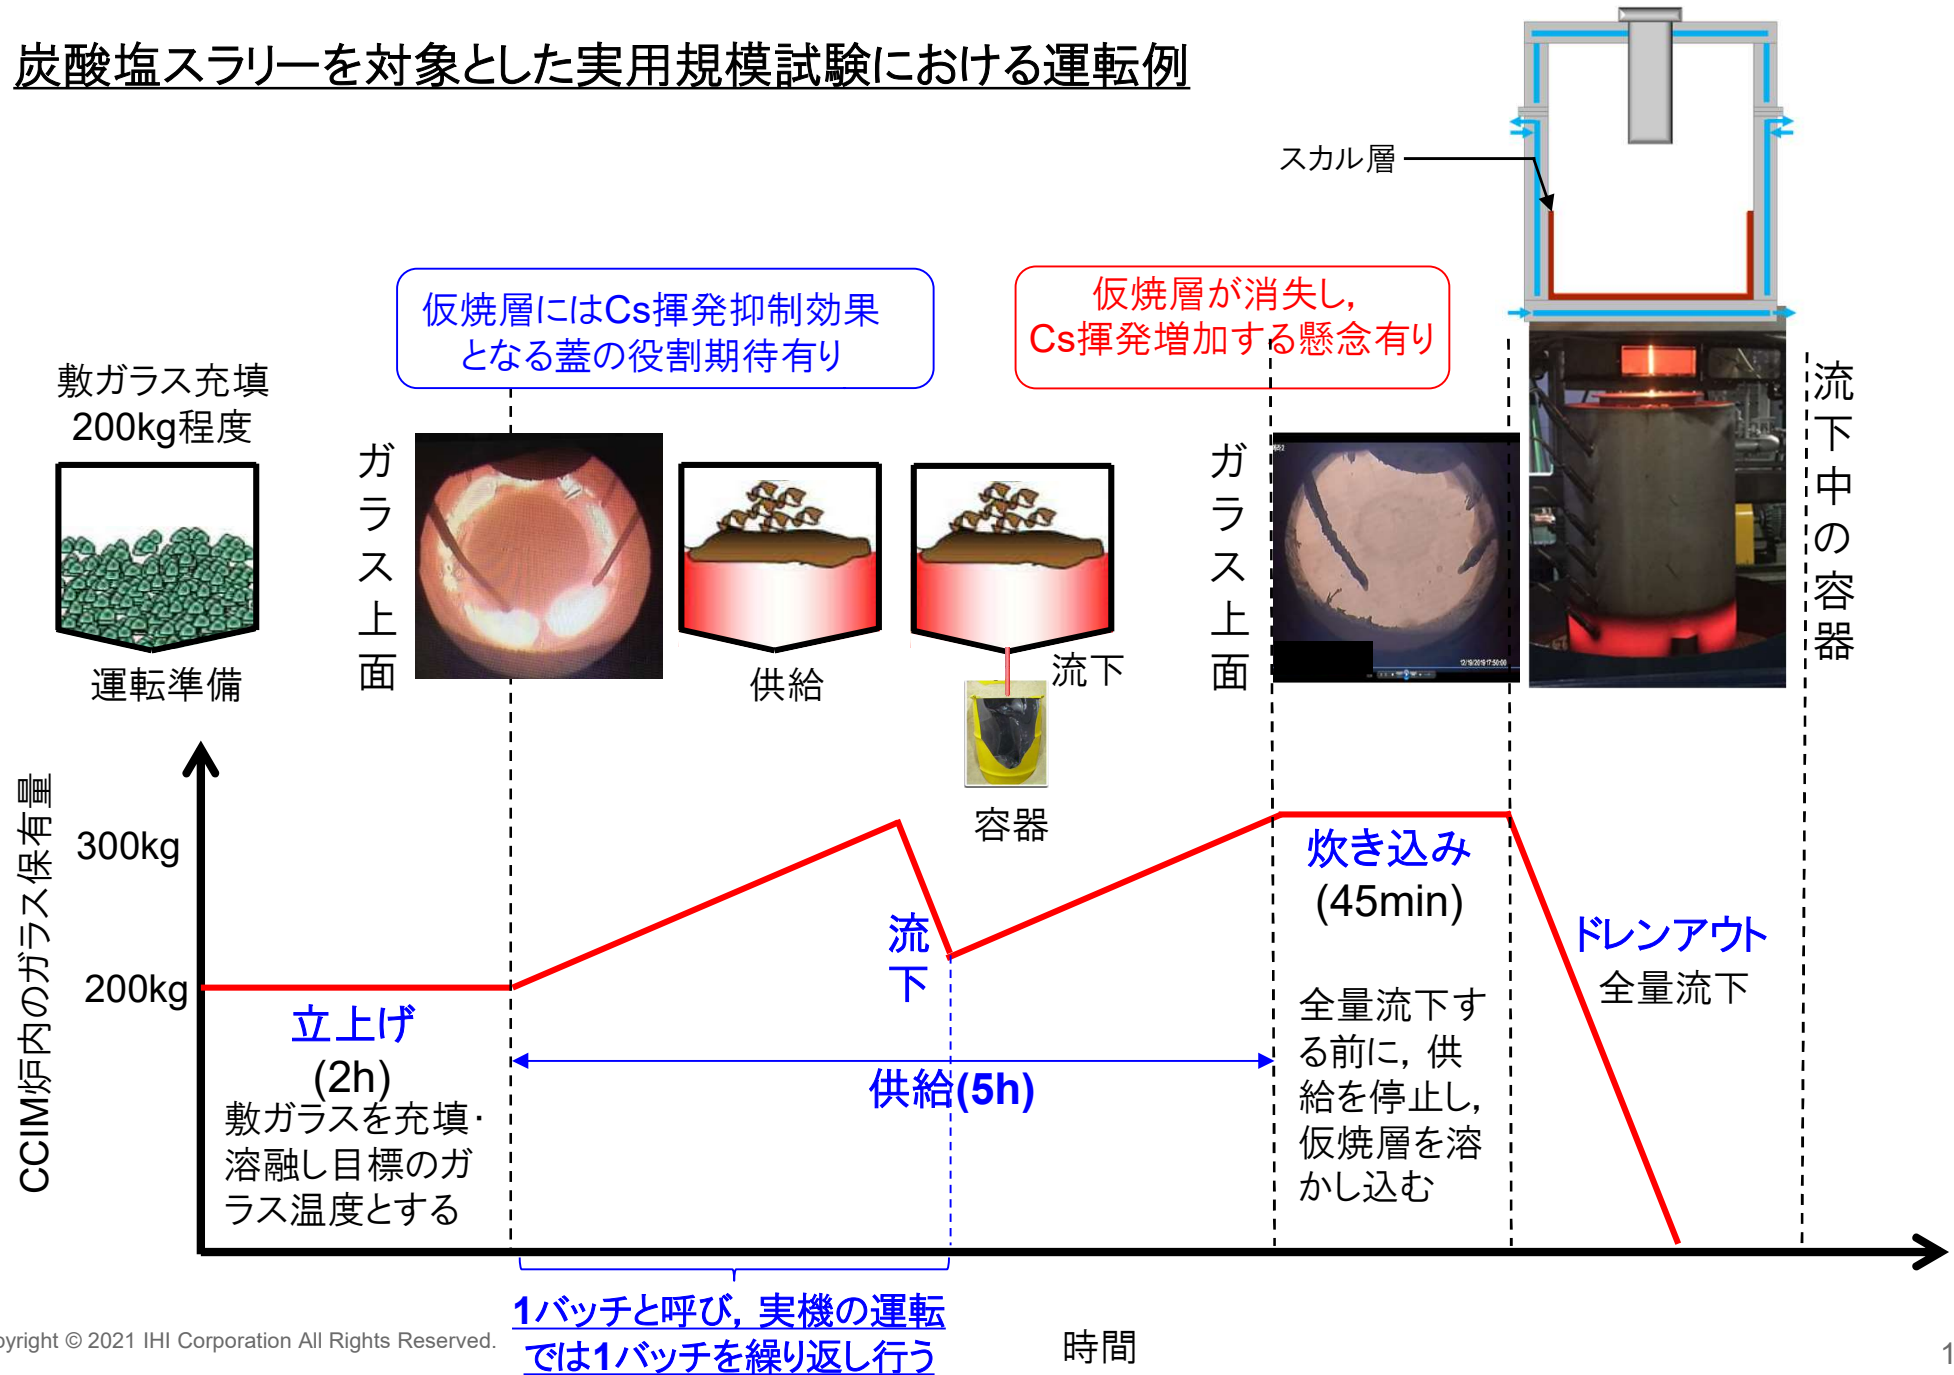 炭酸塩スラリーを対象とした実用規模試験における運転例
スカル層
仮焼層にはCs揮発抑制効果
となる蓋の役割期待有り
仮焼層が消失し，
Cs揮発増加する懸念有り
敷ガラス充填
200kg程度
運転準備
ガラス上面
供給
流下
容器
ガラス上面
12/19/2019 17:50:00
流下中の容器
CCIM炉内のガラス保有量
300kg
200kg
立上げ
(2h)
敷ガラスを充填・
溶融し目標のガ
ラス温度とする
流下
供給(5h)
炊き込み
(45min)
全量流下す
る前に，供
給を停止し，
仮焼層を溶
かし込む
ドレンアウト
全量流下
1バッチと呼び，実機の運転
では1バッチを繰り返し行う
時間
opyright © 2021 IHI Corporation All Rights Reserved.
1